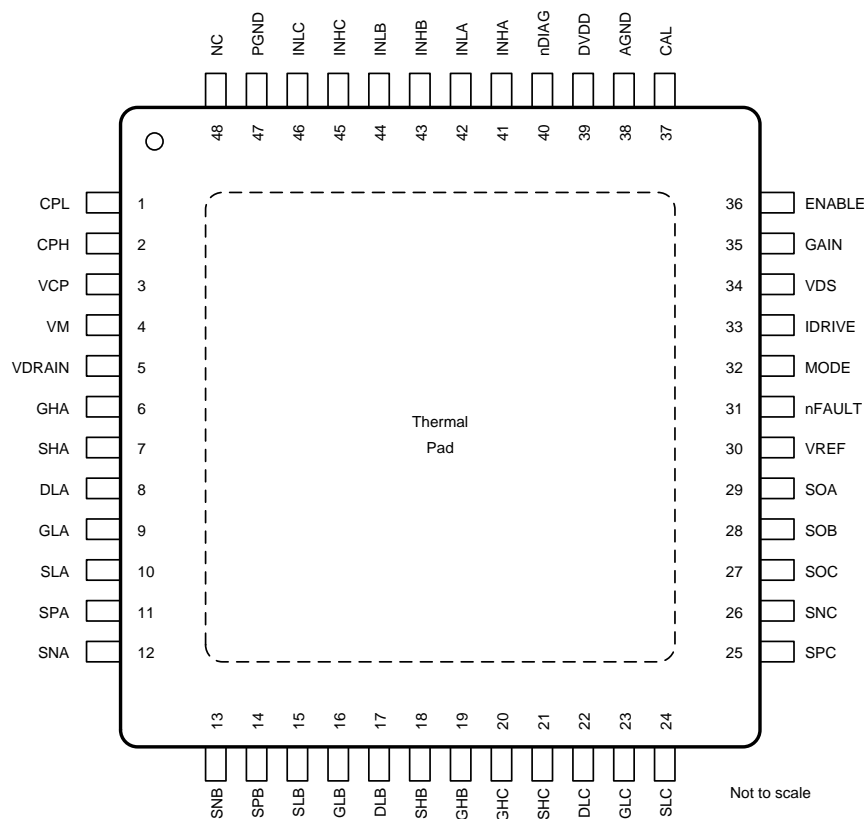 NC
PGND
INLC
INHC
INLB
INHB
INLA
INHA
nDIAG
DVDD
AGND
CAL
48
47
46
45
44
43
42
41
40
39
38
37
CPL 1 36 ENABLE
CPH 2 35 GAIN
VCP 3 34 VDS
VM 4 33 IDRIVE
VDRAIN 5 32 MODE
GHA 6 31 nFAULT
Thermal
Pad
SHA 7 30 VREF
DLA 8 29 SOA
GLA 9 28 SOB
SLA 10 27 SOC
SPA 11 26 SNC
SNA 12 25 SPC
13
14
15
16
17
18
19
20
21
22
23
24
SNB
SPB
SLB
GLB
DLB
SHB
GHB
GHC
SHC
DLC
GLC
SLC
Not to scale